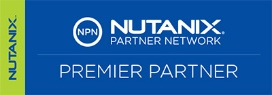 NUTANIX
NPN
NUTANIX.
PARTNER NETWORK
PREMIER PARTNER